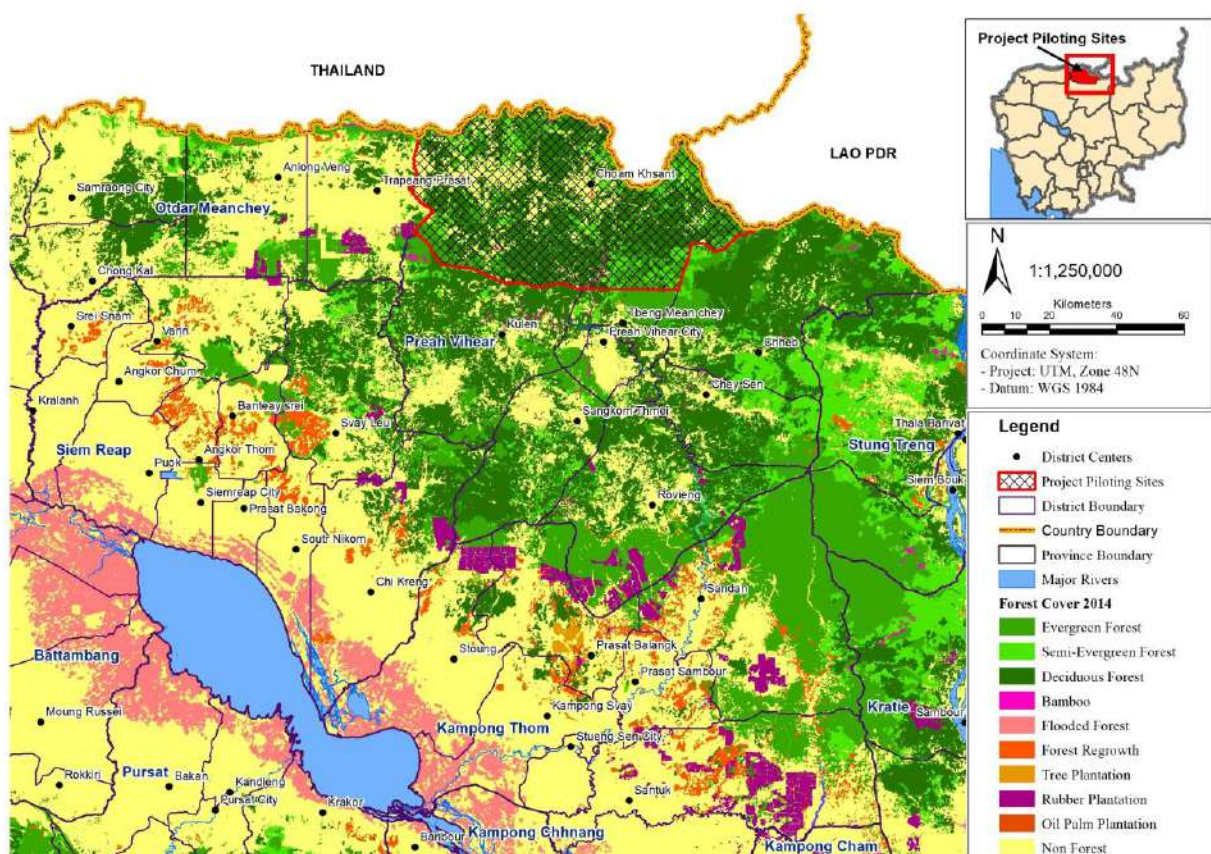 THAILAND
LAO PDR
Anlong Veng
Trapeang Prasat
Choam Khsant
Samraong City
Otdar Meanchey
Chong Kal
Srei Snam
Varin
Kulen
Tbeng Mean chey
Preah Vihear City
Preah Vihear
Chheb
Angkor Chum
Chey Sen
Kralanh
Banteay srei
Svay Leu
Sangkom Thmei
Thala Barivat
Siem Reap
Angkor Thom
Stung Treng
Puok
Siem Bouk
Siemreap City
Prasat Bakong
Rovieng
Sourt Nikom
Chi Kreng
Sandan
Battambang
Stoung
Prasat Balangk
Prasat Sambour
Moung Russei
Kampong Svay
Kratie
Sambour
Kampong Thom
Stueng Sen City
Pursat
Rokkiri
Bakan
Kandieng
Pursat City
Krakor
Santuk
Baribour
Kampong Chhnang
Kampong Cham
Project Piloting Sites
N
1:1,250,000
Kilometers
0 5 10 20 30 40 60
Coordinate System:
- Project: UTM, Zone 48N
- Datum: WGS 1984
Legend
District Centers
Project Piloting Sites
District Boundary
Country Boundary
Province Boundary
Major Rivers
Forest Cover 2014
Evergreen Forest
Semi-Evergreen Forest
Deciduous Forest
Bamboo
Flooded Forest
Forest Regrowth
Tree Plantation
Rubber Plantation
Oil Palm Plantation
Non Forest